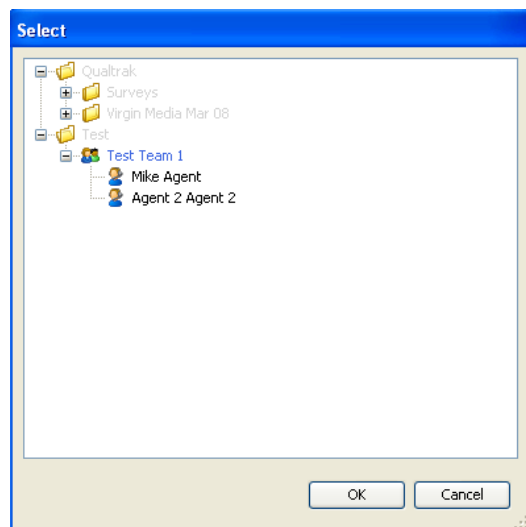 Select
Qualtrak
Surveys
Virgin Media Mar 08
Test
Test Team 1
Mike Agent
Agent 2 Agent 2
OK
Cancel